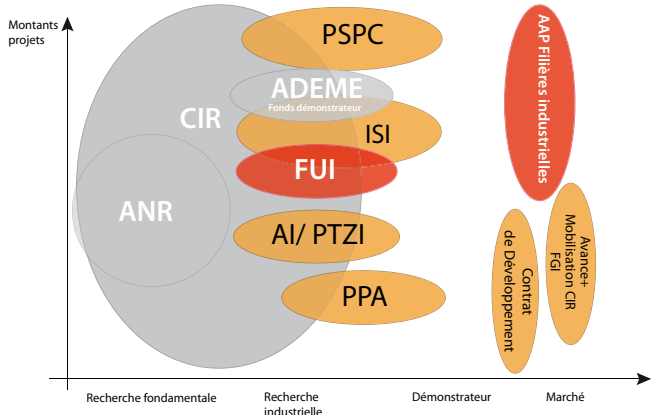 Montants
projets
PSPC
ADEME
Fonds démonstrateur
CIR
ISI
FUI
ANR
AI/ PTZI
PPA
AAP Filières industrielles
Avance+
Mobilisation CIR
FGI
Contrat
de Développement
Recherche fondamentale
Recherche
industrielle
Démonstrateur
Marché